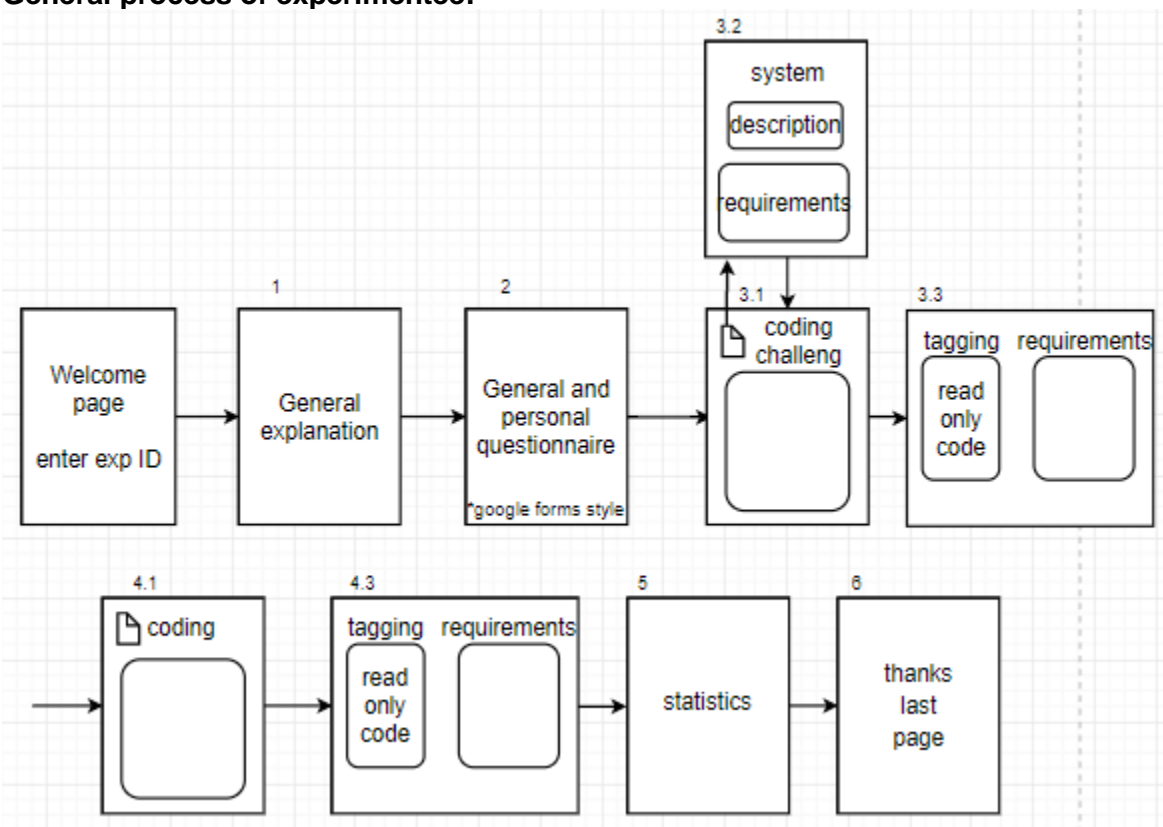 General process of experimentee:
3.2
system
description
requirements
1
2
3.1
3.3
Welcome
page
enter exp ID
General
explanation
General and
personal
questionnaire
*google forms style
coding
challeng
tagging requirements
read
only
code
4.1
4.3
5
6
coding
tagging requirements
read
only
code
statistics
thanks
last
page